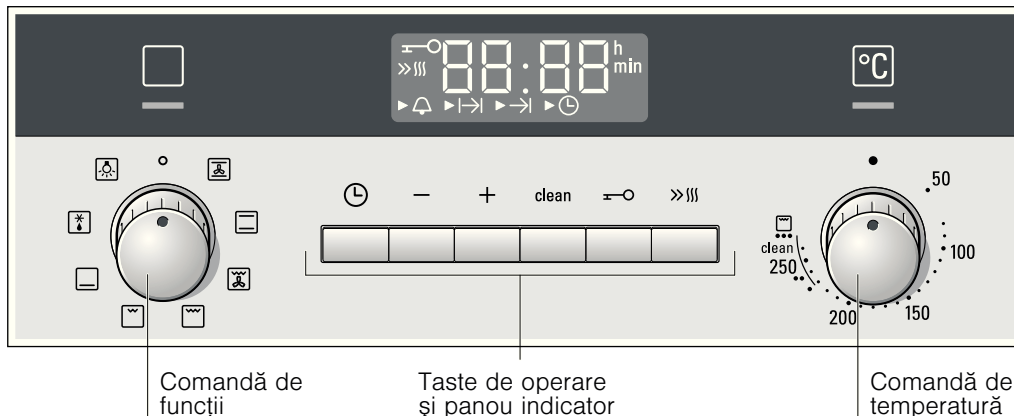 88:88 h
min
°C
clean
50
100
150
200
250
clean
Comandă de
funcții
Taste de operare
și panou indicator
Comandă de
temperatură